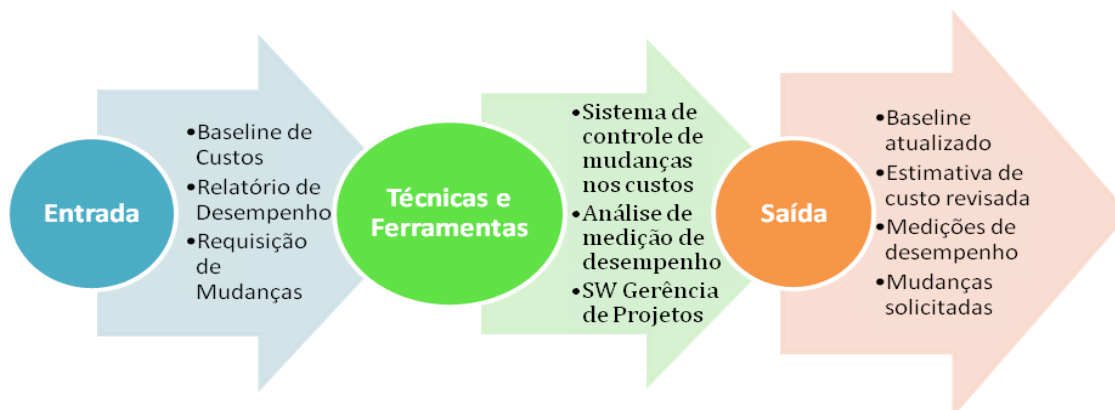 Entrada
•Baseline de
Custos
•Relatório de
Desempenho
•Requisição
de
Mudanças
Técnicas e
Ferramentas
•Sistema de
controle de
mudanças
nos custos
•Análise de
medição de
desempenho
•SW Gerência
de Projetos
Saída
•Baseline
atualizado
•Estimativa de
custo revisada
•Medições de
desempenho
•Mudanças
solicitadas